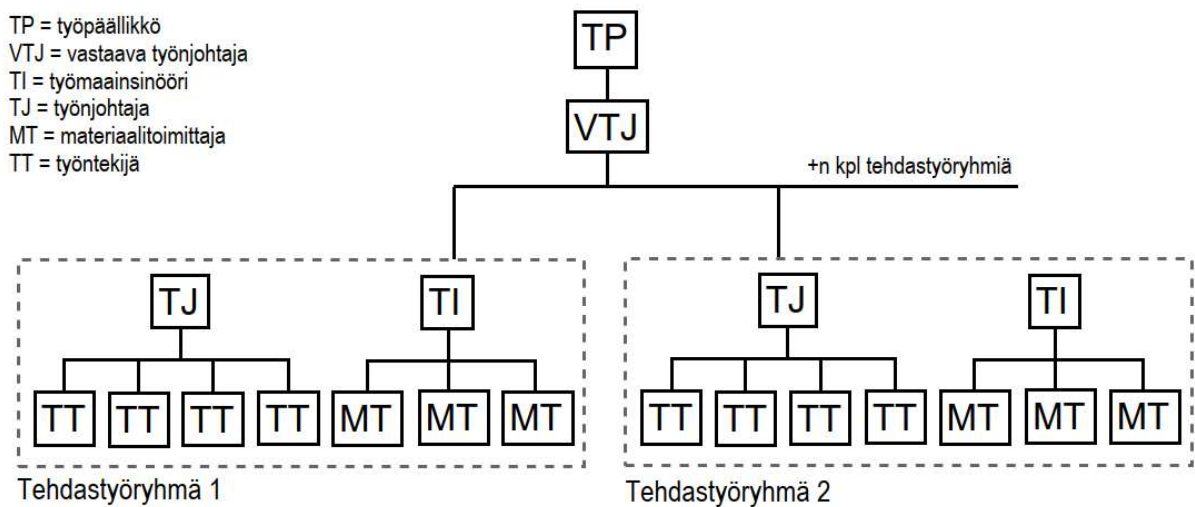 TP = työpäällikkö
VTJ = vastaava työnjohtaja
TI = työmaainsinööri
TJ = työnjohtaja
MT = materiaalitoimittaja
TT = työntekijä
TP
VTJ
+n kpl tehdastyöryhmiä
TJ TI TJ TI
TT TT TT TT MT MT MT TT TT TT TT MT MT MT
Tehdastyöryhmä 1 Tehdastyöryhmä 2